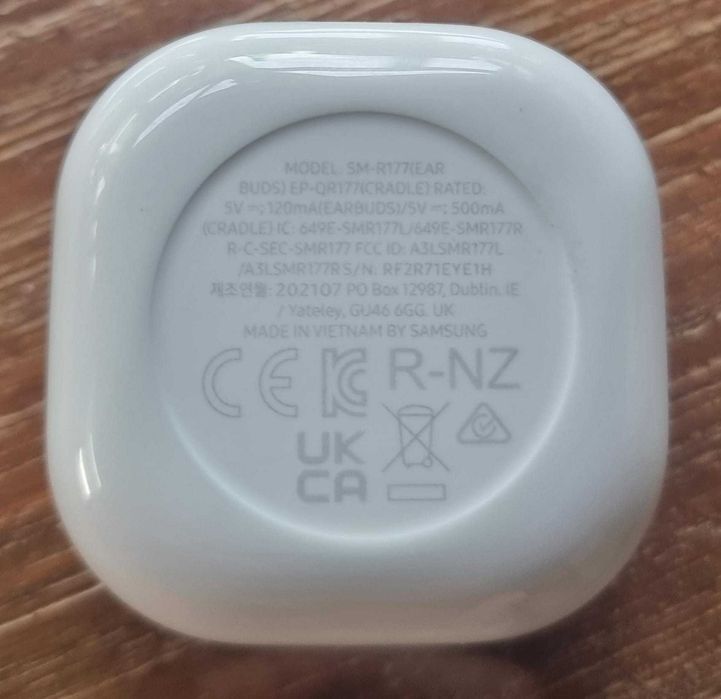 MODEL: SM-R177(EAR
BUDS) EP-QR177(CRADLE) RATED:
5V ⎓; 120mA(EARBUDS)/5V ⎓; 500mA
(CRADLE) IC: 649E-SMR177L/649E-SMR177R
R-C-SEC-SMR177 FCC ID: A3LSMR177L
/A3LSMR177R S/N: RF2R71EYE1H
제조연월: 202107 PO Box 12987, Dublin. IE
/ Yateley, GU46 6GG. UK
MADE IN VIETNAM BY SAMSUNG
CE KC R-NZ
UK
CA